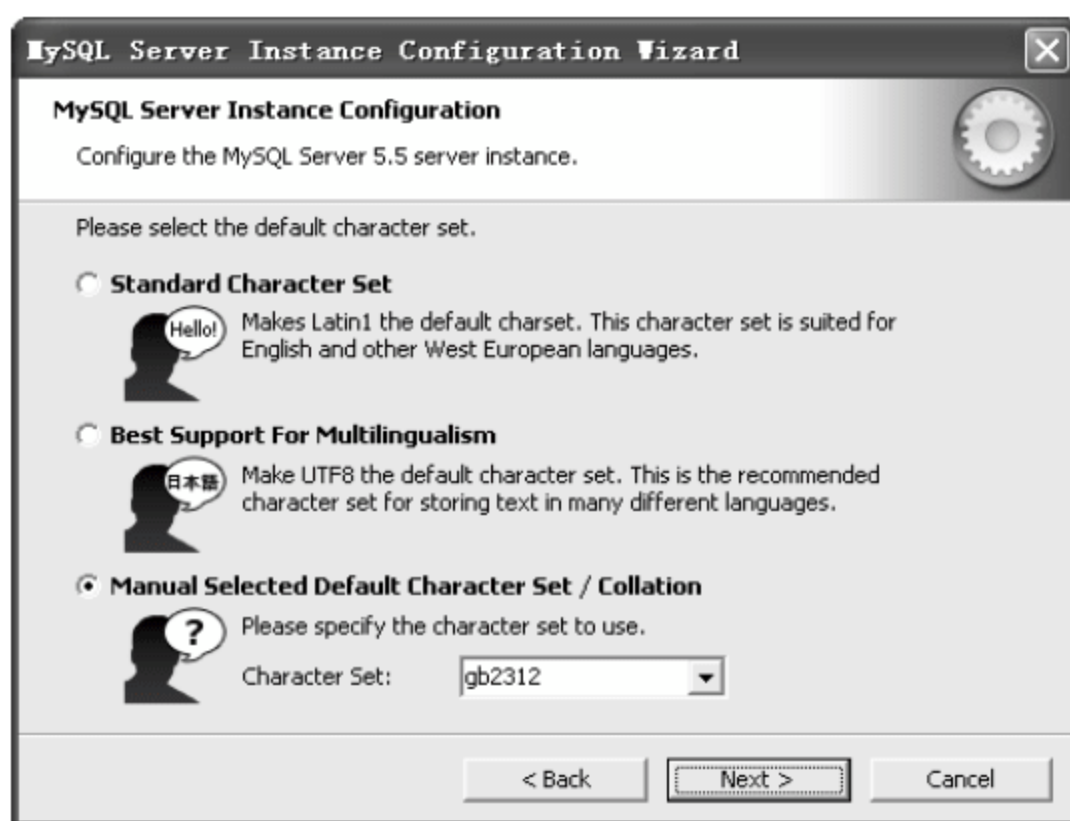 MySQL Server Instance Configuration Wizard
MySQL Server Instance Configuration
Configure the MySQL Server 5.5 server instance.
Please select the default character set.
Standard Character Set
Hello!
Makes Latin1 the default charset. This character set is suited for
English and other West European languages.
Best Support For Multilingualism
日本語
Make UTF8 the default character set. This is the recommended
character set for storing text in many different languages.
Manual Selected Default Character Set / Collation
?
Please specify the character set to use.
Character Set:
gb2312
< Back
Next >
Cancel